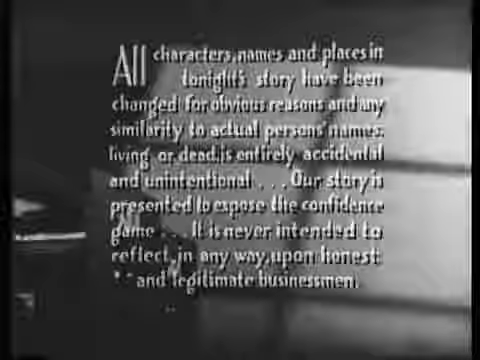 All characters, names and places in
tonight's story have been
changed for obvious reasons and any
similarity to actual persons' names,
living or dead, is entirely accidental
and unintentional . . . Our story is
presented to expose the confidence
game . . . It is never intended to
reflect, in any way, upon honest
and legitimate businessmen.